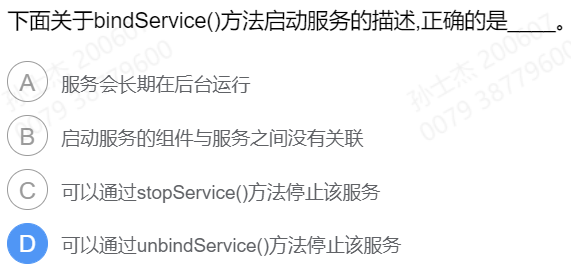 下面关于bindService()方法启动服务的描述,正确的是____。
A 服务会长期在后台运行
B 启动服务的组件与服务之间没有关联
C 可以通过stopService()方法停止该服务
D 可以通过unbindService()方法停止该服务
孙士杰 200607
0079 38779600
孙士杰 200607
0079 38779600